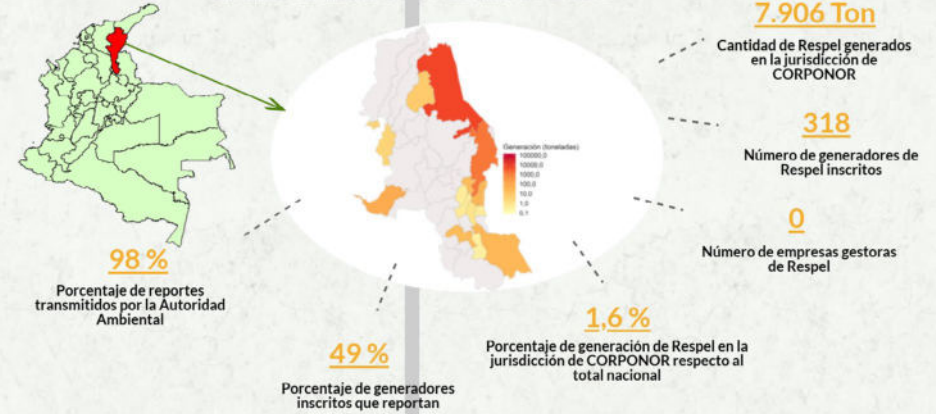 7.906 Ton
Cantidad de Respel generados
en la jurisdicción de
CORPONOR
318
Número de generadores de
Respel inscritos
0
Número de empresas gestoras
de Respel
Generación (toneladas)
100000,0
10000,0
1000,0
100,0
10,0
1,0
0,1
98 %
Porcentaje de reportes
transmitidos por la Autoridad
Ambiental
49 %
Porcentaje de generadores
inscritos que reportan
1,6 %
Porcentaje de generación de Respel en la
jurisdicción de CORPONOR respecto al
total nacional